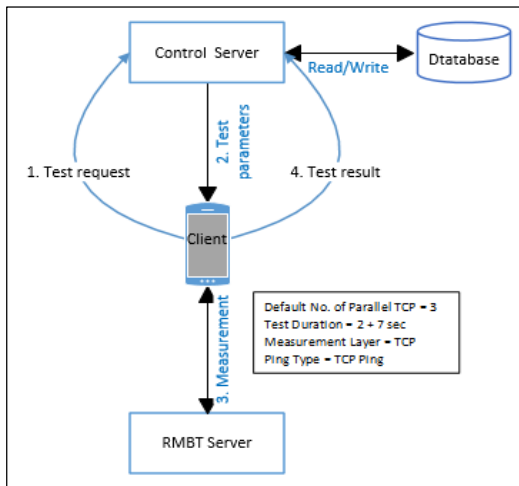 Control Server
Read/Write
Dtatabase
1. Test request
2. Test
parameters
4. Test result
Client
3. Measurement
Default No. of Parallel TCP = 3
Test Duration = 2 + 7 sec
Measurement Layer = TCP
Ping Type = TCP Ping
RMBT Server